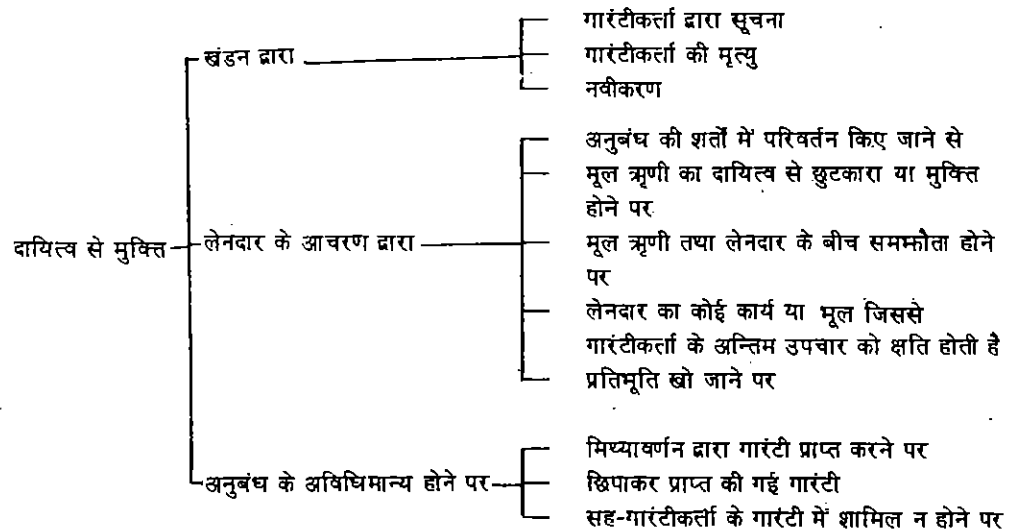 गारंटीकर्ता द्वारा सूचना
खंडन द्वारा
गारंटीकर्ता की मृत्यु
नवीकरण
अनुबंध की शर्तों में परिवर्तन किए जाने से
मूल ऋृणी का दायित्व से छुटकारा या मुक्ति
होने पर
दायित्व से मुक्ति
लेनदार के आचरण द्वारा
मूल ऋृणी तथा लेनदार के बीच समझौता होने
पर
लेनदार का कोई कार्य या भूल जिससे
गारंटीकर्ता के अन्तिम उपचार को क्षति होती है
प्रतिभूति खो जाने पर
मिथ्यावर्णन द्वारा गारंटी प्राप्त करने पर
अनुबंध के अविधिमान्य होने पर
छिपाकर प्राप्त की गई गारंटी
सह-गारंटीकर्ता के गारंटी में शामिल न होने पर